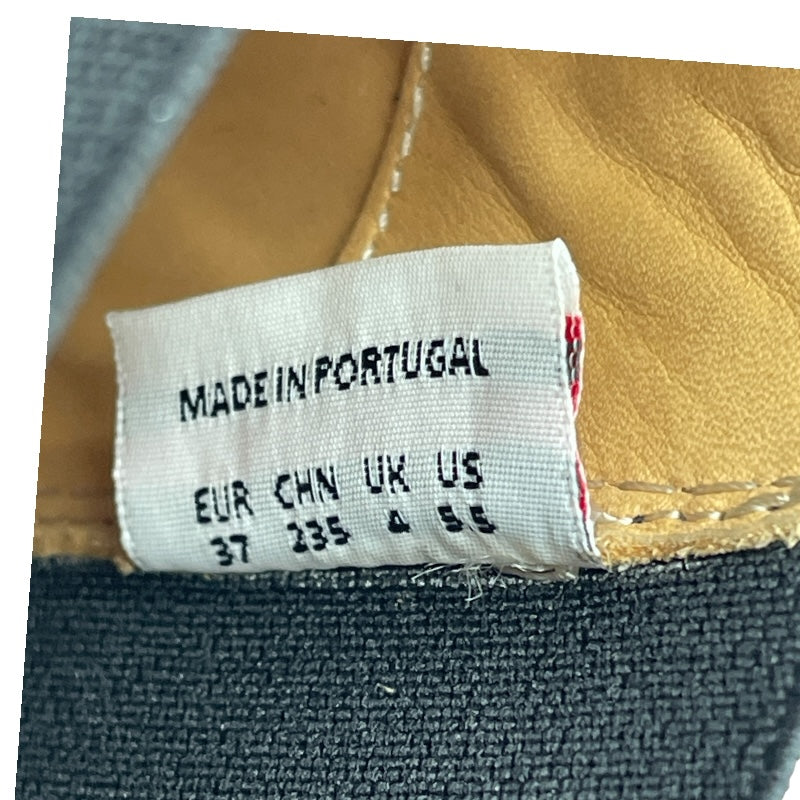 MADE IN PORTUGAL
EUR CHN UK US
37 235 4 5 5